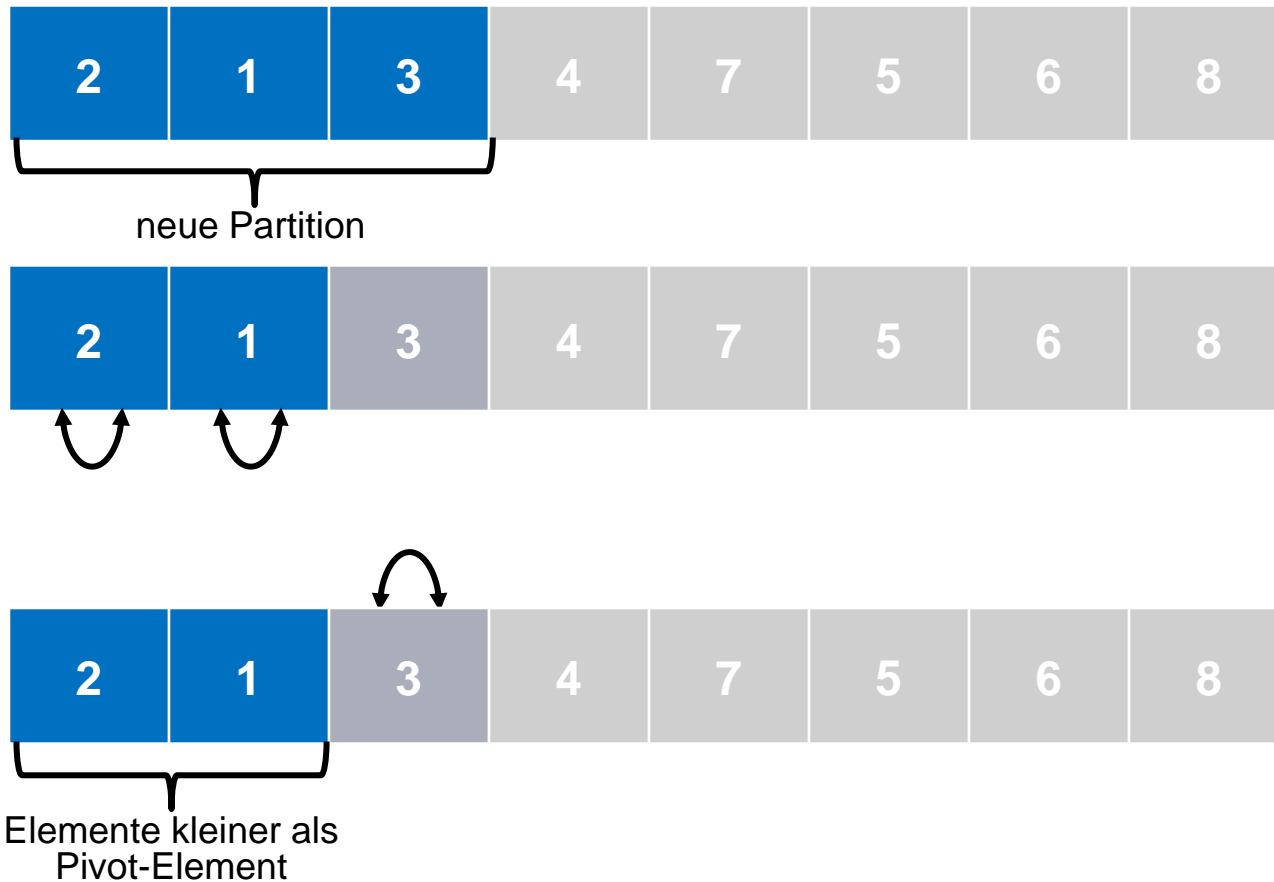 2 1 3 4 7 5 6 8
neue Partition
2 1 3 4 7 5 6 8
2 1 3 4 7 5 6 8
Elemente kleiner als
Pivot-Element